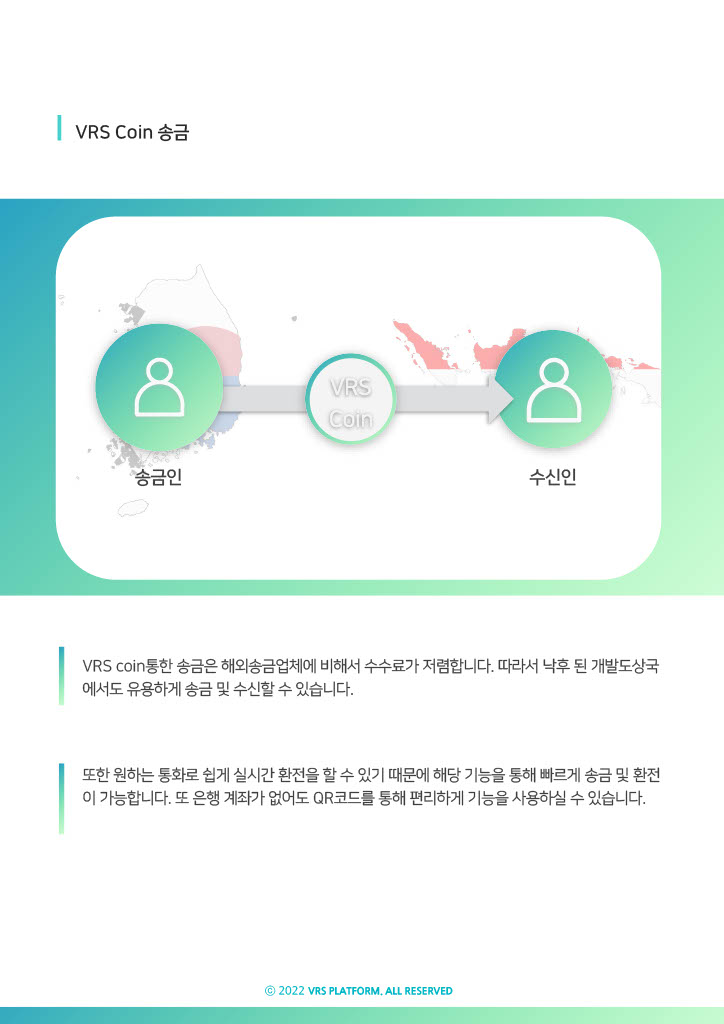 VRS Coin 송금
VRS
Coin
송금인
수신인
VRS coin통한 송금은 해외송금업체에 비해서 수수료가 저렴합니다. 따라서 낙후 된 개발도상국
에서도 유용하게 송금 및 수신할 수 있습니다.
또한 원하는 통화로 쉽게 실시간 환전을 할 수 있기 때문에 해당 기능을 통해 빠르게 송금 및 환전
이 가능합니다. 또 은행 계좌가 없어도 QR코드를 통해 편리하게 기능을 사용하실 수 있습니다.
ⓒ 2022 VRS PLATFORM. ALL RESERVED